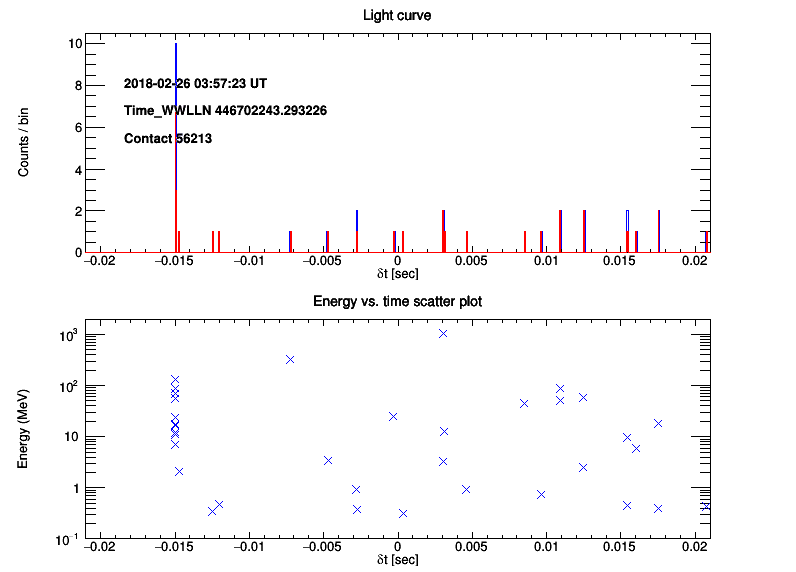 Light curve
Counts / bin
10
8
6
4
2
0
2018-02-26 03:57:23 UT
Time_WWLLN 446702243.293226
Contact 56213
−0.02 −0.015 −0.01 −0.005 0 0.005 0.01 0.015 0.02
δt [sec]
Energy vs. time scatter plot
Energy (MeV)
10³
10²
10
1
10⁻¹
−0.02 −0.015 −0.01 −0.005 0 0.005 0.01 0.015 0.02
δt [sec]